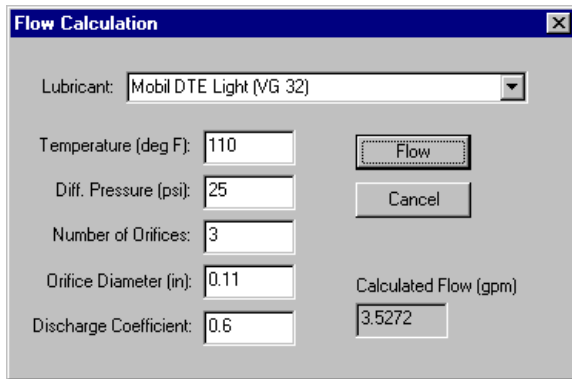 Flow Calculation
Lubricant: Mobil DTE Light (VG 32)
Temperature (deg F): 110
Flow
Diff. Pressure (psi): 25
Cancel
Number of Orifices: 3
Orifice Diameter (in): 0.11
Calculated Flow (gpm)
Discharge Coefficient: 0.6
3.5272